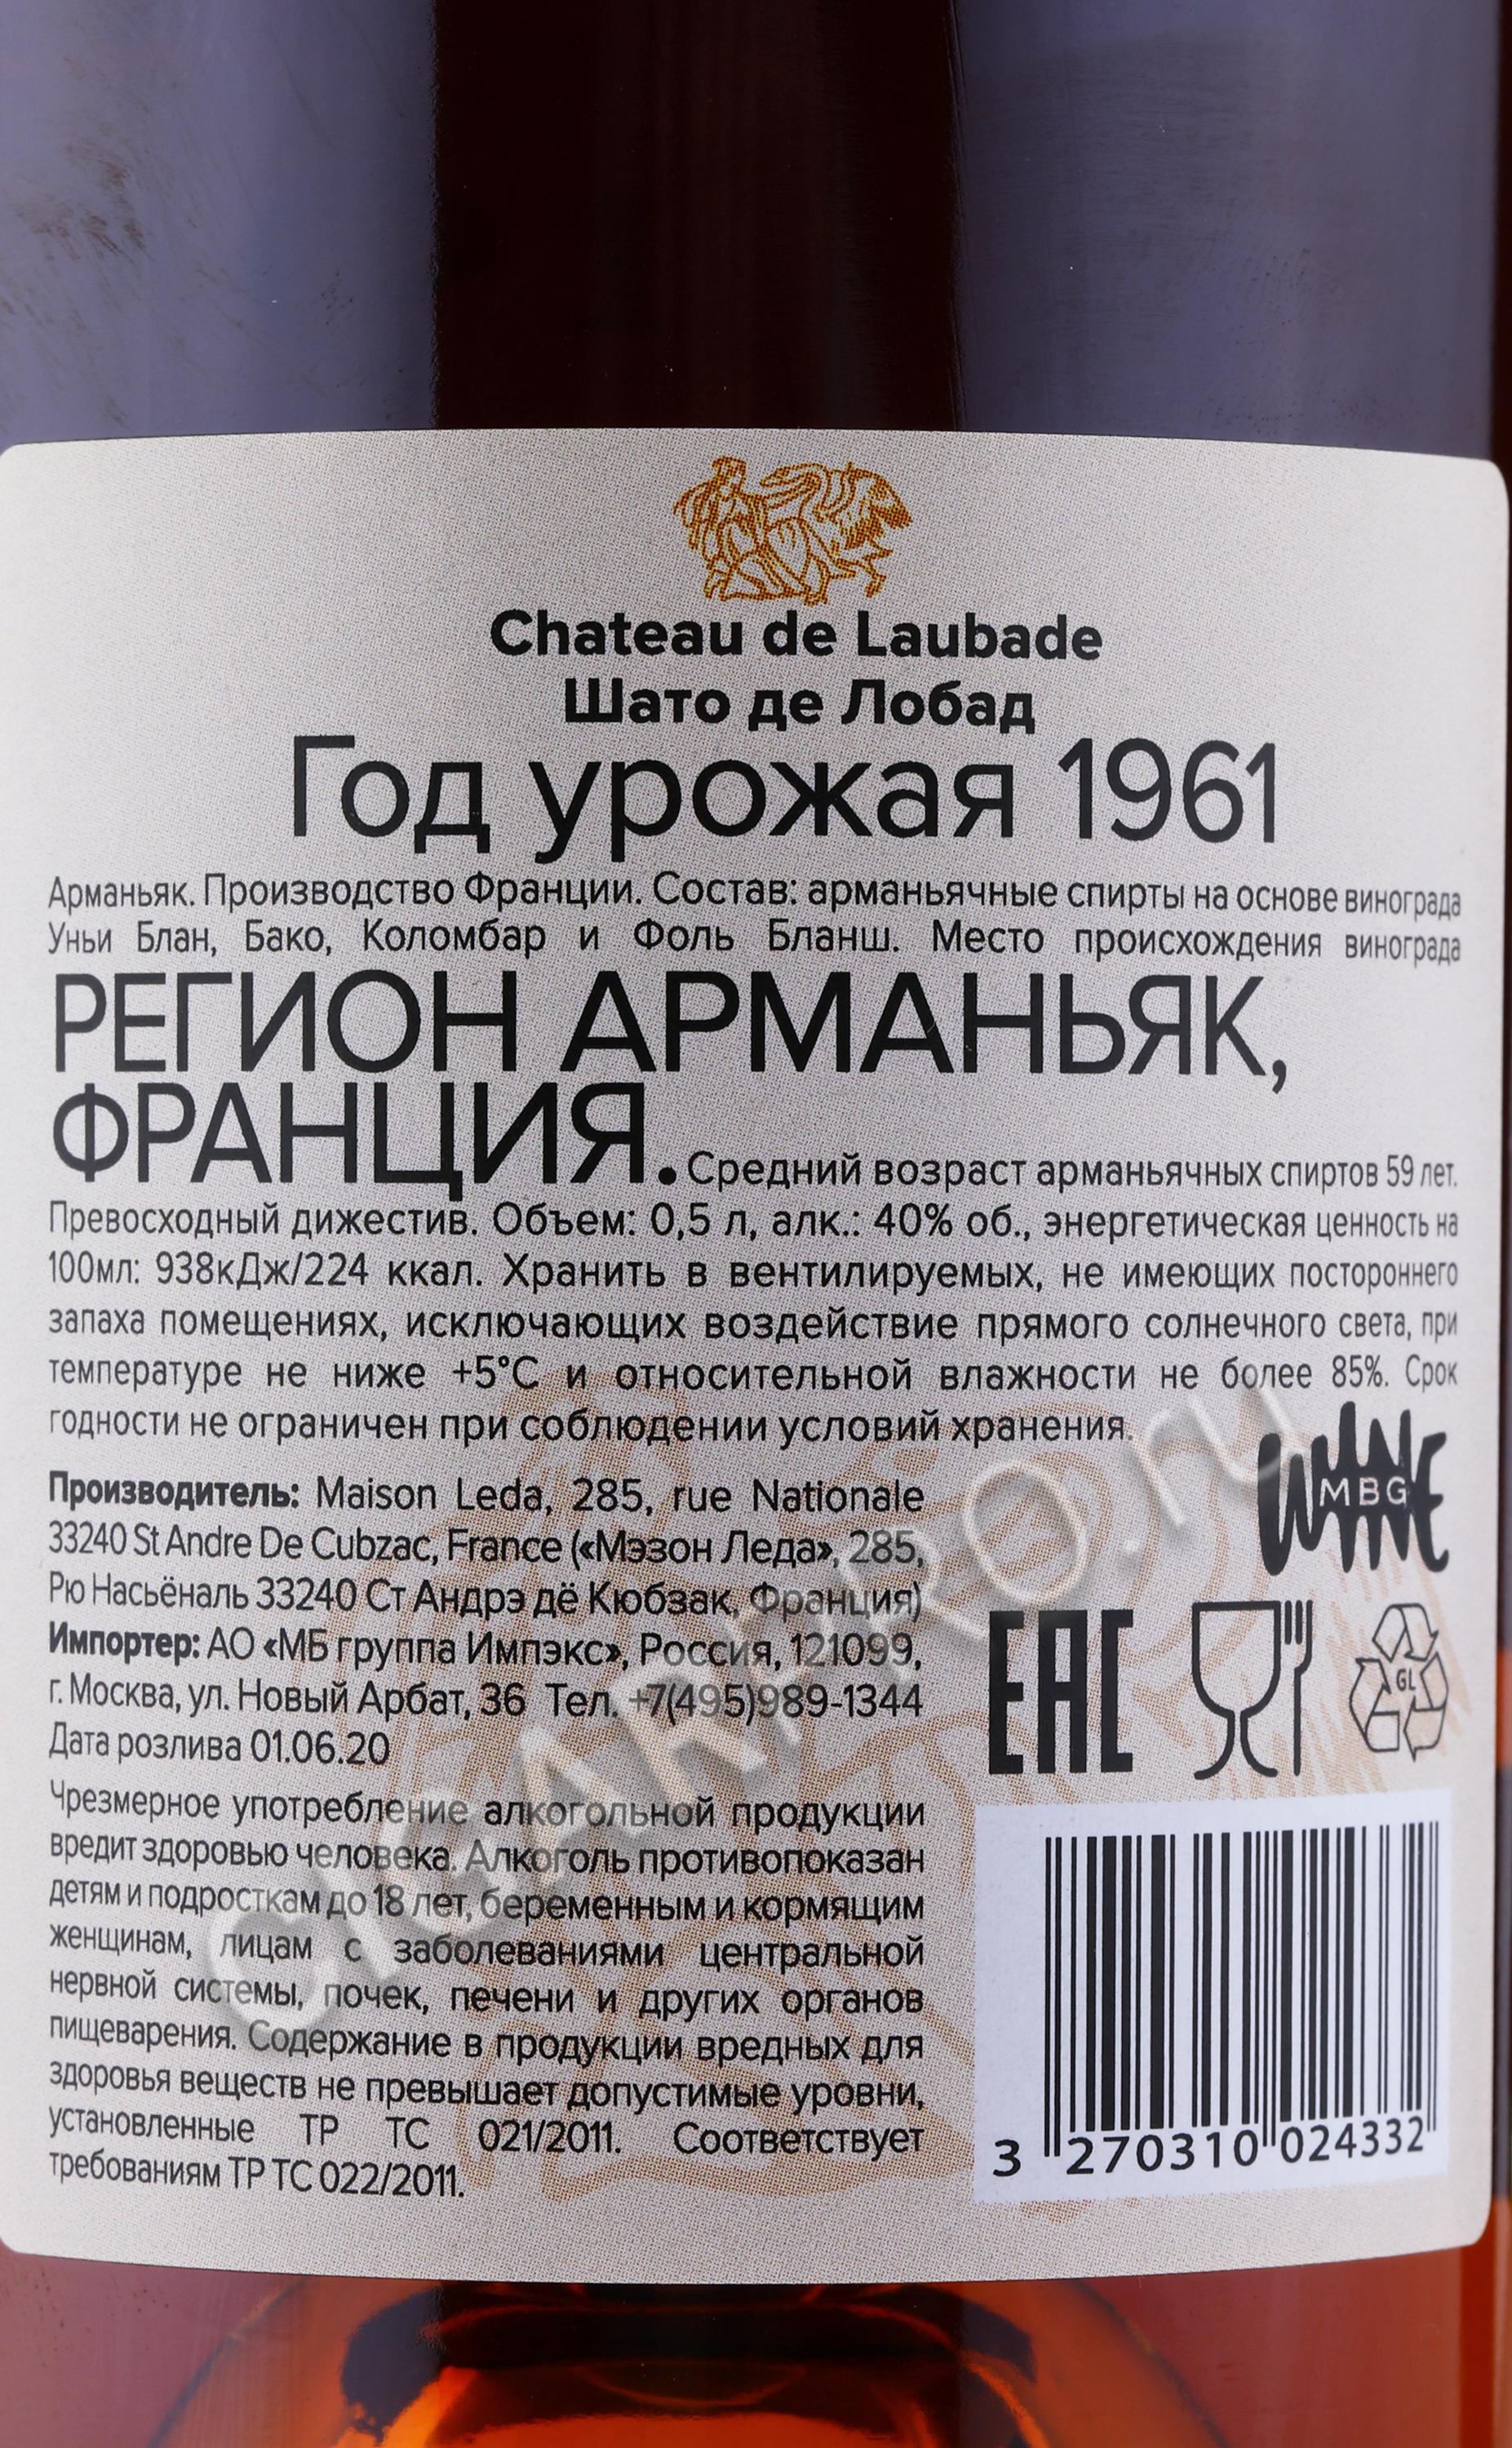 Chateau de Laubade
Шато де Лобад
Год урожая 1961
Арманьяк. Производство Франции. Состав: арманьячные спирты на основе винограда
Уньи Блан, Бако, Коломбар и Фоль Бланш. Место происхождения винограда
РЕГИОН АРМАНЬЯК,
ФРАНЦИЯ. Средний возраст арманьячных спиртов 59 лет.
Превосходный дижестив. Объем: 0,5 л, алк.: 40% об., энергетическая ценность на
100мл: 938кДж/224 ккал. Хранить в вентилируемых, не имеющих постороннего
запаха помещениях, исключающих воздействие прямого солнечного света, при
температуре не ниже +5°С и относительной влажности не более 85%. Срок
годности не ограничен при соблюдении условий хранения.
Производитель: Maison Leda, 285, rue Nationale
33240 St Andre De Cubzac, France («Мэзон Леда», 285,
Рю Насьёналь 33240 Ст Андрэ дё Кюбзак, Франция)
Импортер: АО «МБ группа Импэкс», Россия, 121099,
г. Москва, ул. Новый Арбат, 36 Тел. +7(495)989-1344
Дата розлива 01.06.20
Чрезмерное употребление алкогольной продукции
вредит здоровью человека. Алкоголь противопоказан
детям и подросткам до 18 лет, беременным и кормящим
женщинам, лицам с заболеваниями центральной
нервной системы, почек, печени и других органов
пищеварения. Содержание в продукции вредных для
здоровья веществ не превышает допустимые уровни,
установленные ТР ТС 021/2011. Соответствует
требованиям ТР ТС 022/2011.
WINE
MBG
EAC
GL
3 270310 024332
CIGARPRO.ru